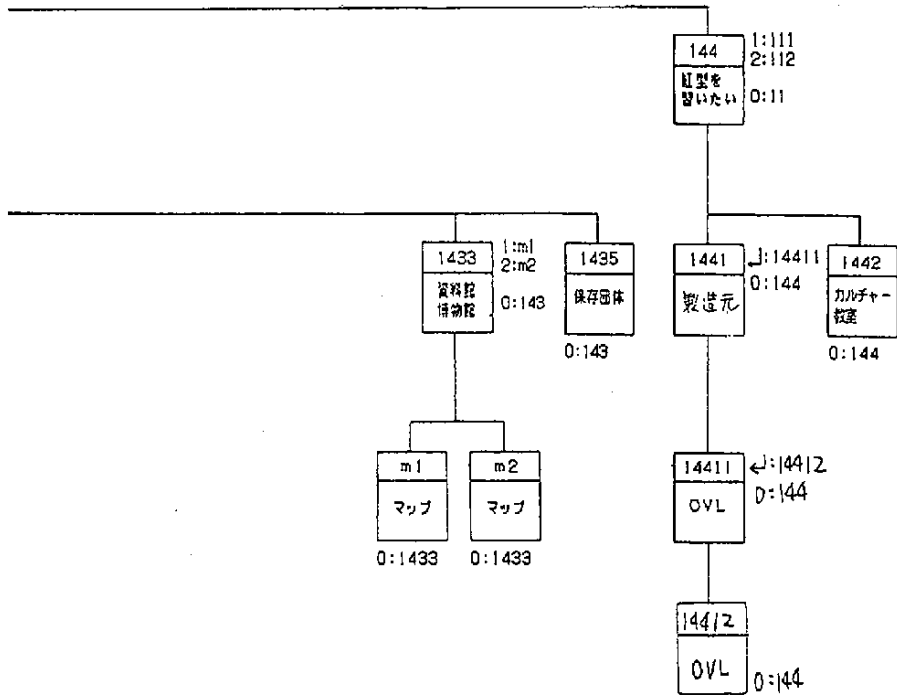 144
1:111
2:112
紅型を
習いたい
0:11
1433
1:m1
2:m2
資料館
博物館
0:143
1435
保存団体
0:143
1441
↵:14411
0:144
製造元
1442
カルチャー
教室
0:144
m1
マップ
0:1433
m2
マップ
0:1433
14411
↵:14412
0:144
OVL
14412
OVL
0:144